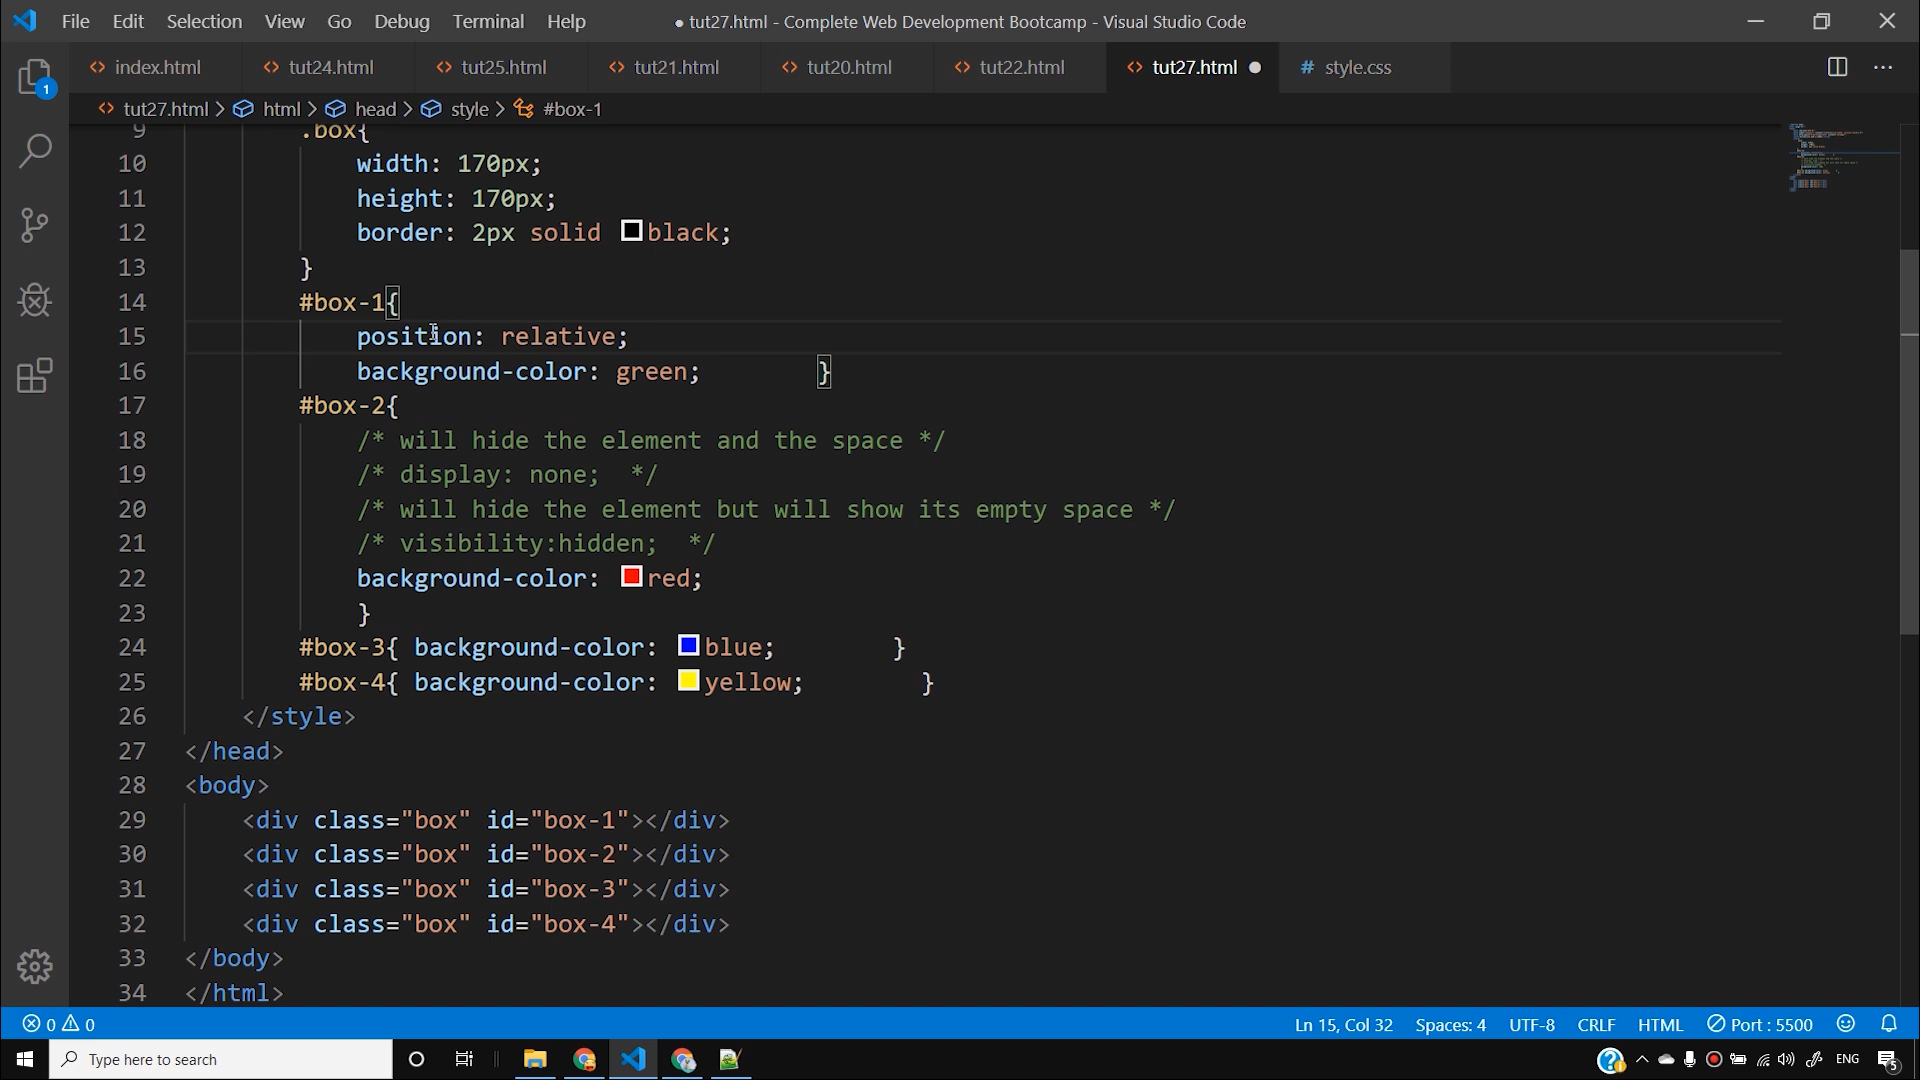 File Edit Selection View Go Debug Terminal Help ● tut27.html - Complete Web Development Bootcamp - Visual Studio Code
index.html tut24.html tut25.html tut21.html tut20.html tut22.html tut27.html ● # style.css
1
tut27.html > html > head > style > #box-1
9 .box{
10 width: 170px;
11 height: 170px;
12 border: 2px solid black;
13 }
14 #box-1{
15 position: relative;
16 background-color: green; }
17 #box-2{
18 /* will hide the element and the space */
19 /* display: none; */
20 /* will hide the element but will show its empty space */
21 /* visibility:hidden; */
22 background-color: red;
23 }
24 #box-3{ background-color: blue; }
25 #box-4{ background-color: yellow; }
26 </style>
27 </head>
28 <body>
29 <div class="box" id="box-1"></div>
30 <div class="box" id="box-2"></div>
31 <div class="box" id="box-3"></div>
32 <div class="box" id="box-4"></div>
33 </body>
34 </html>
0 0 Ln 15, Col 32 Spaces: 4 UTF-8 CRLF HTML Port : 5500
Type here to search ENG 5